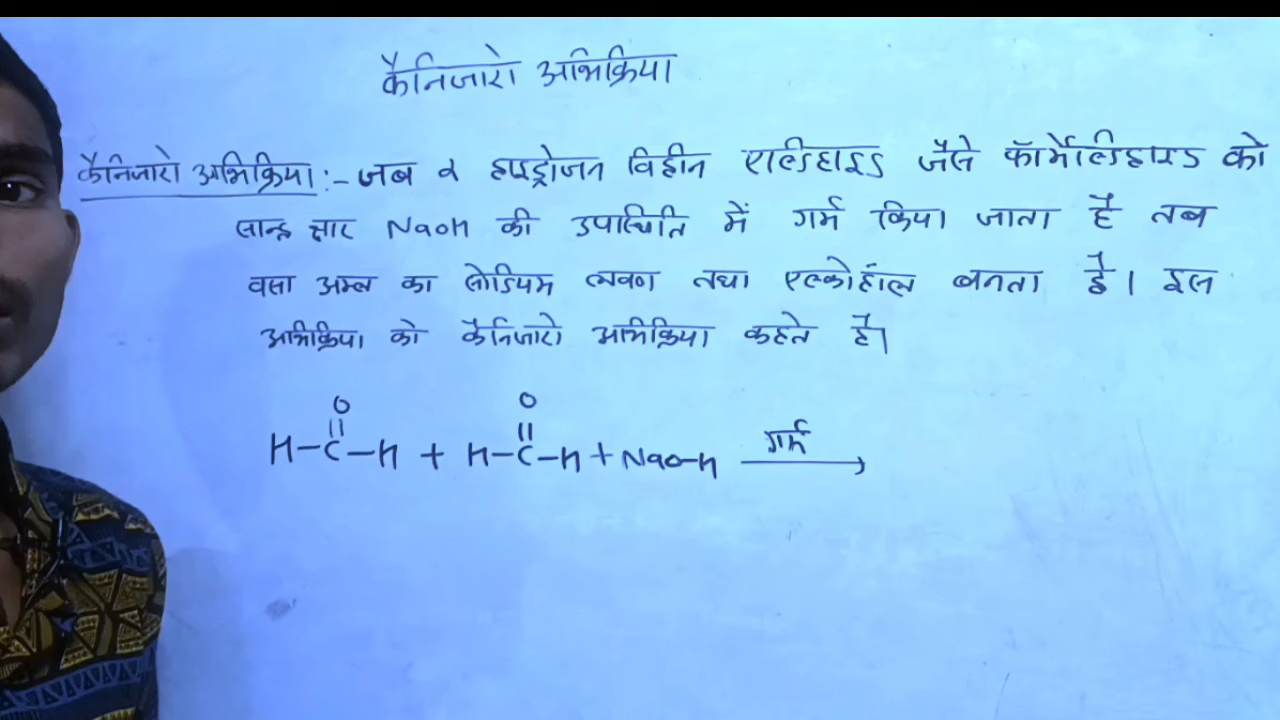 कैनिजारो अभिक्रिया
कैनिजारो अभिक्रिया :- जब α हाइड्रोजन विहीन एल्डिहाइड जैसे फॉर्मेल्डिहाइड को
सान्द्र क्षार NaOH की उपस्थिति में गर्म किया जाता है तब
वसा अम्ल का सोडियम लवण तथा एल्कोहॉल बनता है। इस
अभिक्रिया को कैनिजारो अभिक्रिया कहते है।
O O
|| ||
H-C-H + H-C-H + NaO-H गर्म →